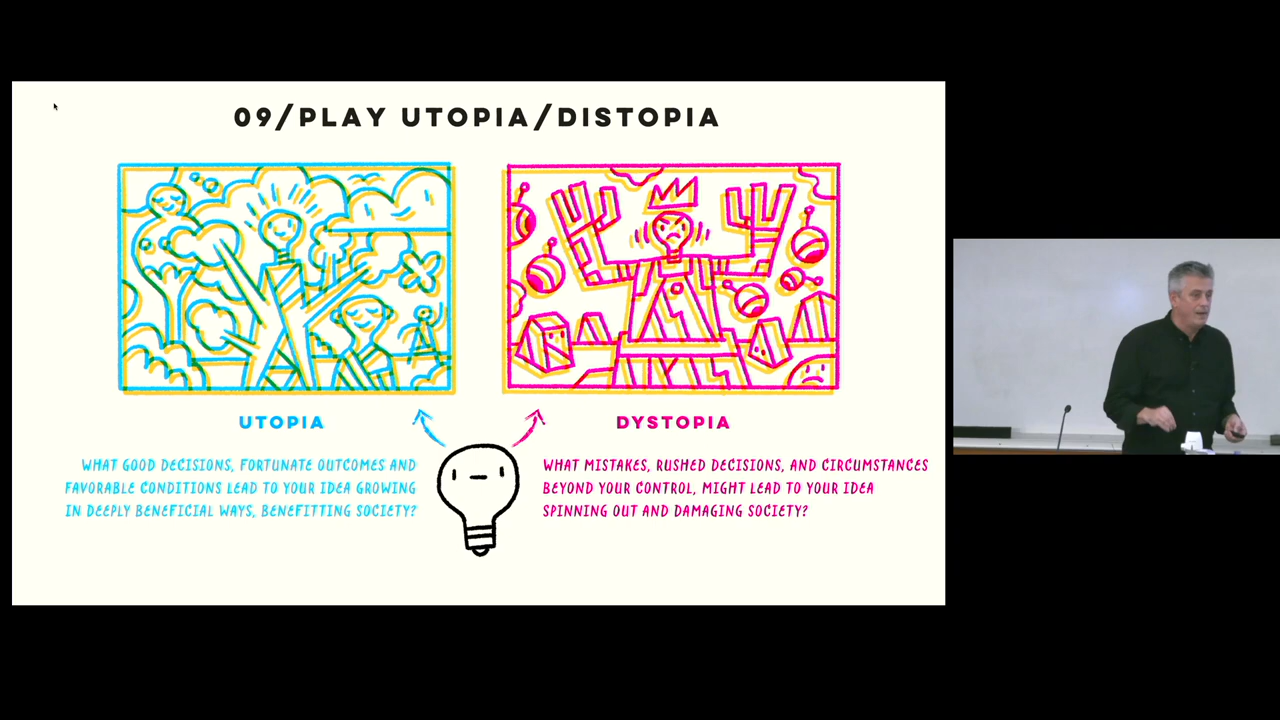 09/PLAY UTOPIA/DISTOPIA
UTOPIA
WHAT GOOD DECISIONS, FORTUNATE OUTCOMES AND
FAVORABLE CONDITIONS LEAD TO YOUR IDEA GROWING
IN DEEPLY BENEFICIAL WAYS, BENEFITTING SOCIETY?
DYSTOPIA
WHAT MISTAKES, RUSHED DECISIONS, AND CIRCUMSTANCES
BEYOND YOUR CONTROL, MIGHT LEAD TO YOUR IDEA
SPINNING OUT AND DAMAGING SOCIETY?